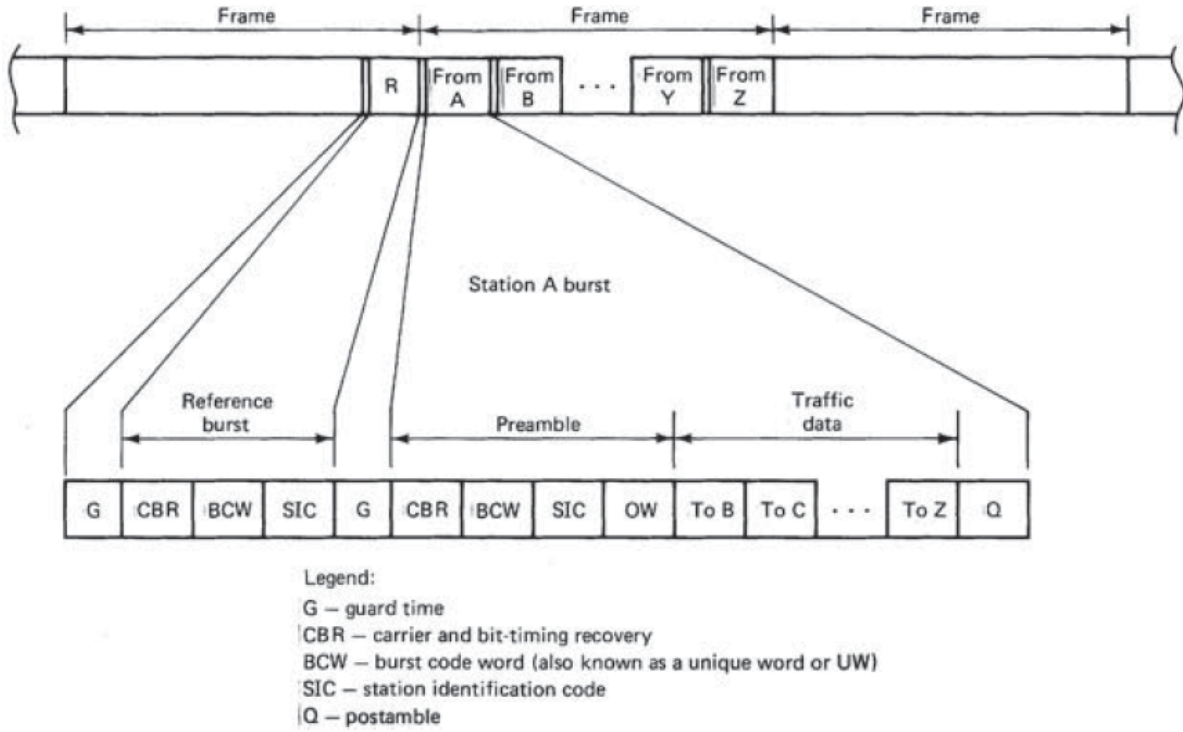 Frame Frame Frame
R From A From B ... From Y From Z
Station A burst
Reference burst Preamble Traffic data
G CBR BCW SIC G CBR BCW SIC OW To B To C ... To Z Q
Legend:
G — guard time
CBR — carrier and bit-timing recovery
BCW — burst code word (also known as a unique word or UW)
SIC — station identification code
Q — postamble